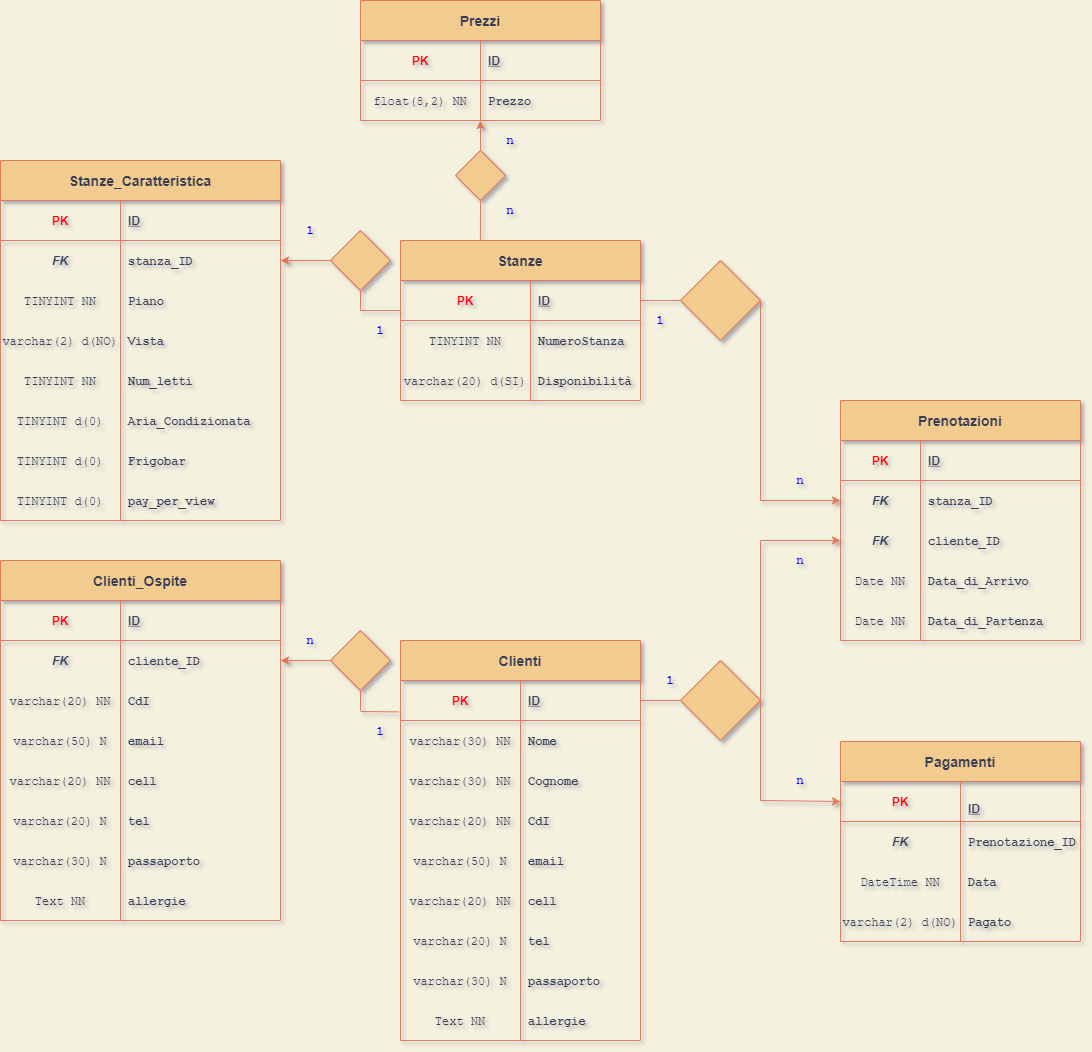 Prezzi
PK ID
float(8,2) NN Prezzo
n
n
Stanze_Caratteristica
PK ID
FK stanza_ID
TINYINT NN Piano
varchar(2) d(NO) Vista
TINYINT NN Num_letti
TINYINT d(0) Aria_Condizionata
TINYINT d(0) Frigobar
TINYINT d(0) pay_per_view
1
1
Stanze
PK ID
TINYINT NN NumeroStanza
varchar(20) d(SI) Disponibilità
1
n
Prenotazioni
PK ID
FK stanza_ID
FK cliente_ID
Date NN Data_di_Arrivo
Date NN Data_di_Partenza
n
Clienti_Ospite
PK ID
FK cliente_ID
varchar(20) NN CdI
varchar(50) N email
varchar(20) NN cell
varchar(20) N tel
varchar(30) N passaporto
Text NN allergie
n
1
Clienti
PK ID
varchar(30) NN Nome
varchar(30) NN Cognome
varchar(20) NN CdI
varchar(50) N email
varchar(20) NN cell
varchar(20) N tel
varchar(30) N passaporto
Text NN allergie
1
n
Pagamenti
PK ID
FK Prenotazione_ID
DateTime NN Data
varchar(2) d(NO) Pagato